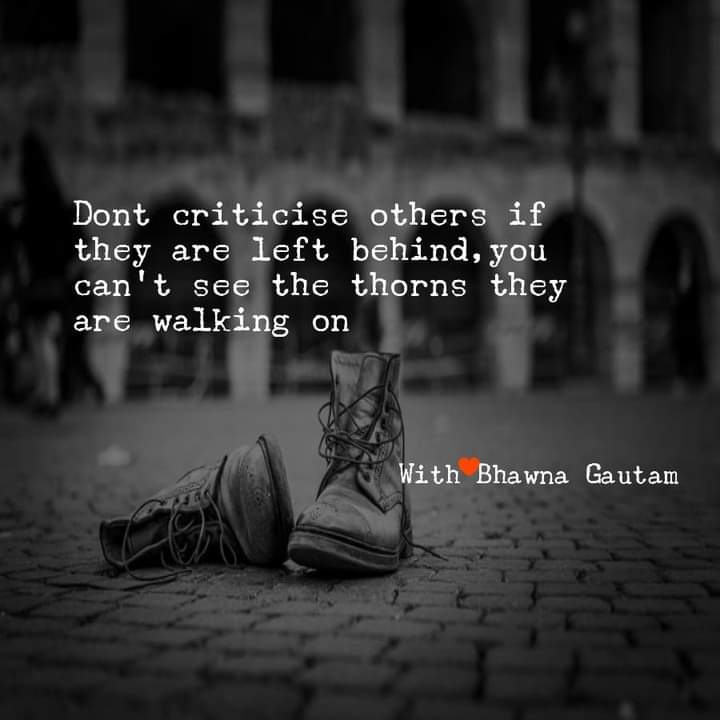 Dont criticise others if
they are left behind,you
can't see the thorns they
are walking on
With❤Bhawna Gautam